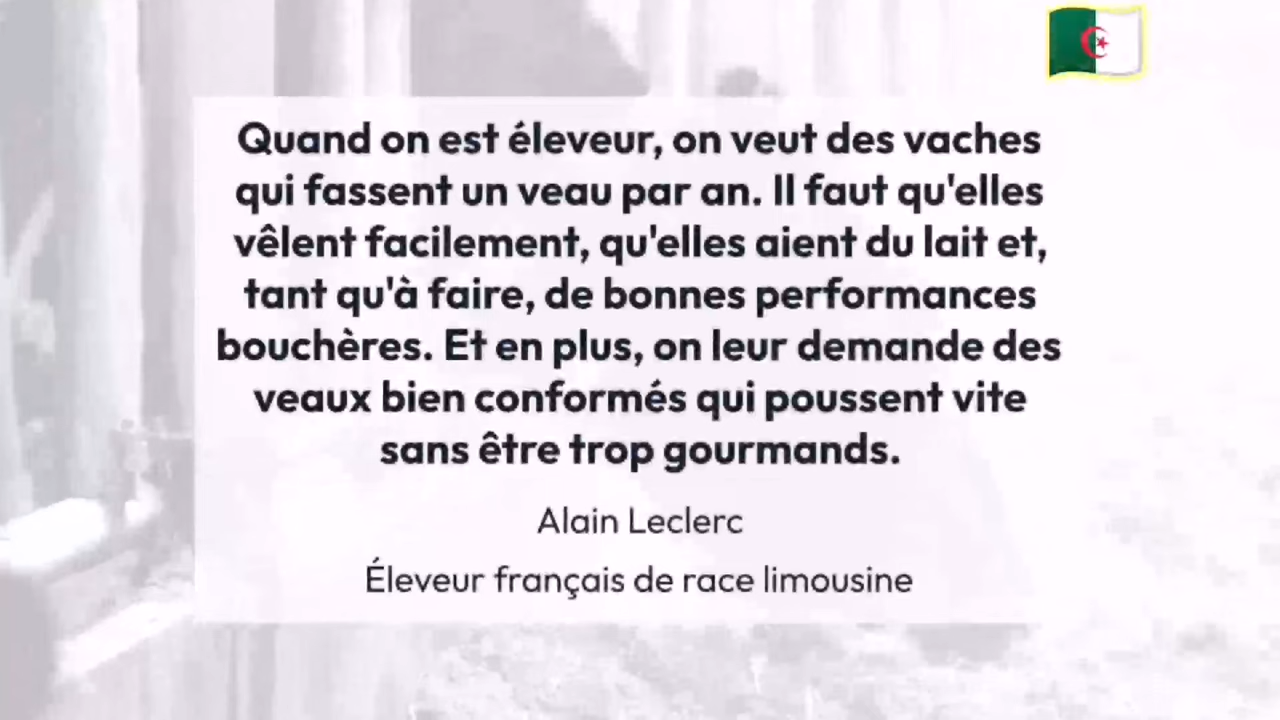 Quand on est éleveur, on veut des vaches
qui fassent un veau par an. Il faut qu'elles
vêlent facilement, qu'elles aient du lait et,
tant qu'à faire, de bonnes performances
bouchères. Et en plus, on leur demande des
veaux bien conformés qui poussent vite
sans être trop gourmands.
Alain Leclerc
Éleveur français de race limousine